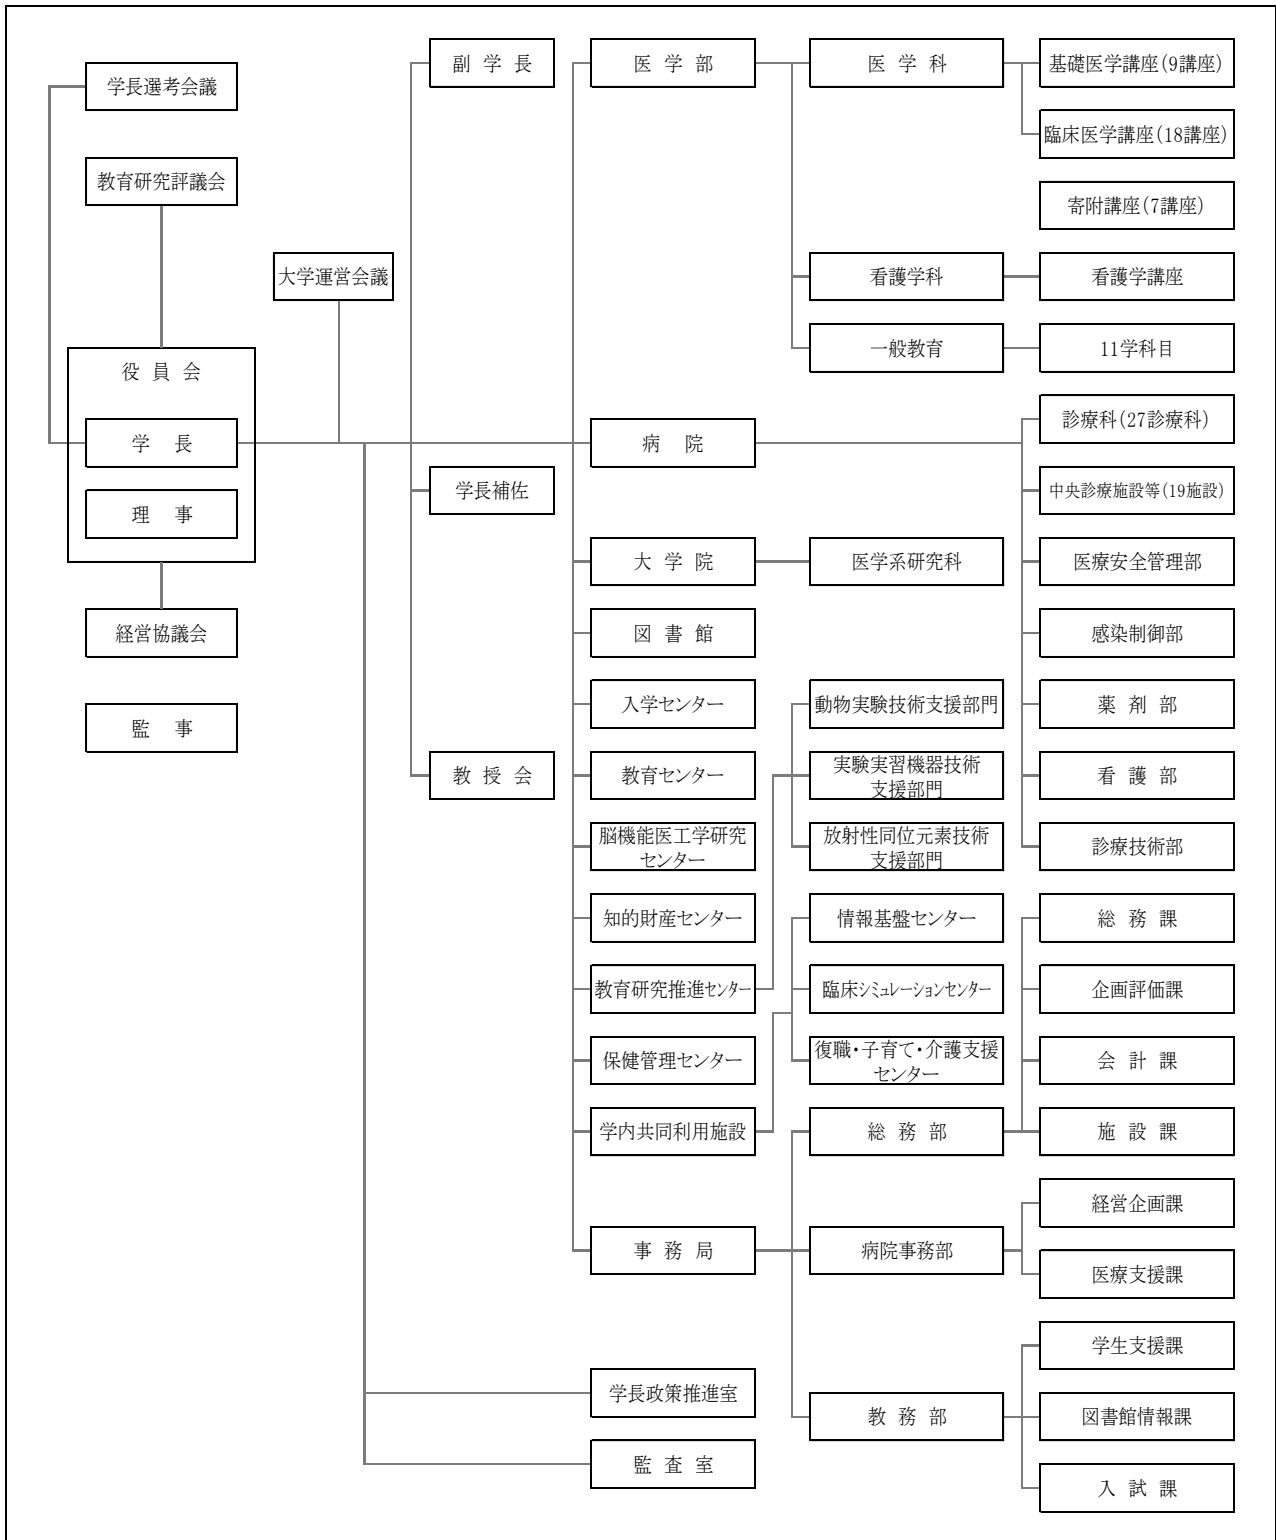 学長選考会議
教育研究評議会
大学運営会議
役 員 会
学　長
理　事
経営協議会
監　事
副 学 長
学長補佐
教 授 会
医 学 部
病　院
大 学 院
図 書 館
入学センター
教育センター
脳機能医工学研究
センター
知的財産センター
教育研究推進センター
保健管理センター
学内共同利用施設
事 務 局
学長政策推進室
監 査 室
医 学 科
看護学科
一般教育
医学系研究科
動物実験技術支援部門
実験実習機器技術
支援部門
放射性同位元素技術
支援部門
情報基盤センター
臨床シミュレーションセンター
復職・子育て・介護支援
センター
総 務 部
病院事務部
教 務 部
基礎医学講座(9講座)
臨床医学講座(18講座)
寄附講座(7講座)
看護学講座
11学科目
診療科(27診療科)
中央診療施設等(19施設)
医療安全管理部
感染制御部
薬 剤 部
看 護 部
診療技術部
総 務 課
企画評価課
会 計 課
施 設 課
経営企画課
医療支援課
学生支援課
図書館情報課
入 試 課